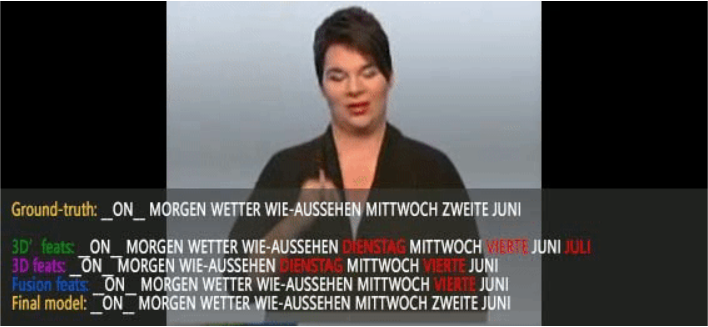 Ground-truth: __ON__ MORGEN WETTER WIE-AUSSEHEN MITTWOCH ZWEITE JUNI
3D' feats: __ON__ MORGEN WETTER WIE-AUSSEHEN DIENSTAG MITTWOCH VIERTE JUNI JULI
3D feats: __ON__ MORGEN WETTER WIE-AUSSEHEN DIENSTAG MITTWOCH VIERTE JUNI
Fusion feats: __ON__ MORGEN WETTER WIE-AUSSEHEN MITTWOCH VIERTE JUNI
Final model: __ON__ MORGEN WETTER WIE-AUSSEHEN MITTWOCH ZWEITE JUNI